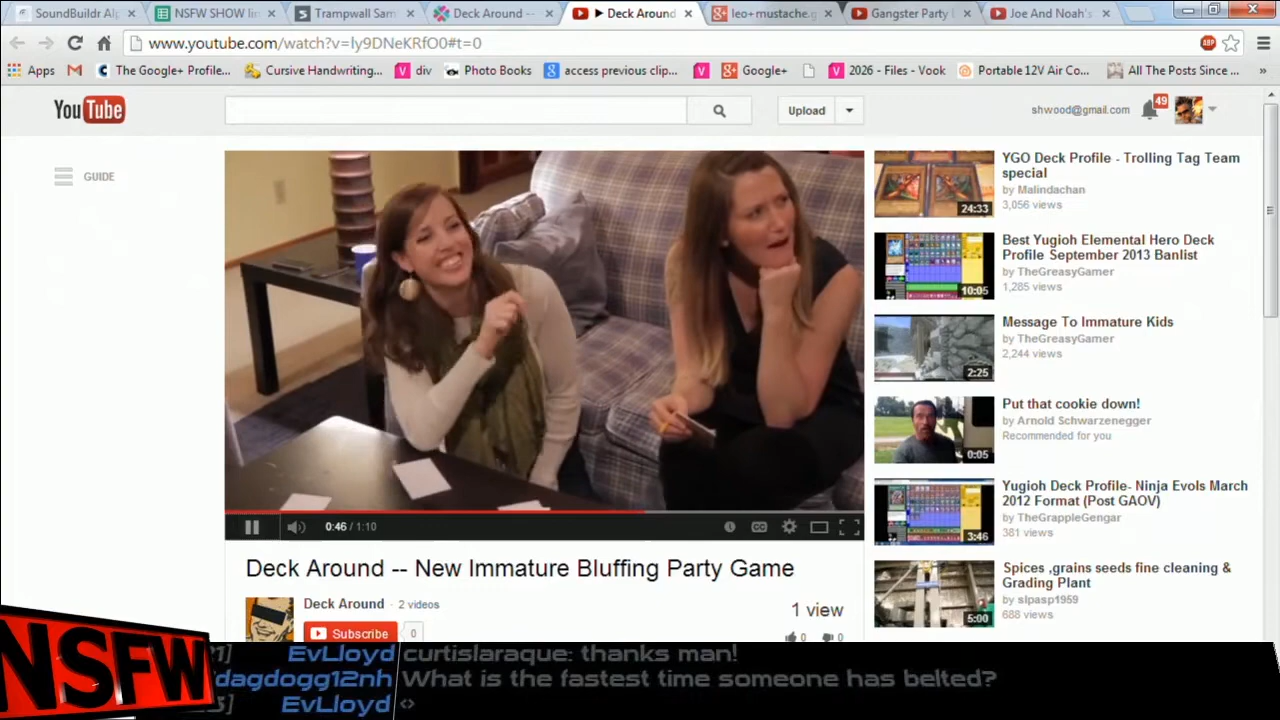 SoundBuildr Al
NSFW SHOW lin
Trampwall Sam
Deck Around --
Deck Around
leo+mustache.g
Gangster Party
Joe And Noah's
www.youtube.com/watch?v=ly9DNeKRfO0#t=0
ABP
Apps
The Google+ Profile...
Cursive Handwriting...
div
Photo Books
access previous clip...
Google+
2026 - Files - Vook
Portable 12V Air Co...
All The Posts Since ...
»
YouTube
Upload
shwood@gmail.com
49
GUIDE
YGO Deck Profile - Trolling Tag Team
special
by Malindachan
3,056 views
24:33
Best Yugioh Elemental Hero Deck
Profile September 2013 Banlist
by TheGreasyGamer
1,285 views
10:05
Message To Immature Kids
by TheGreasyGamer
2,244 views
2:25
Put that cookie down!
by Arnold Schwarzenegger
Recommended for you
0:05
Yugioh Deck Profile- Ninja Evols March
2012 Format (Post GAOV)
by TheGrappleGengar
381 views
3:46
Spices ,grains seeds fine cleaning &
Grading Plant
by slpasp1959
688 views
5:00
0:46 / 1:10
Deck Around -- New Immature Bluffing Party Game
Deck Around · 2 videos
Subscribe 0
1 view
0 0
NSFW
EvLloyd curtislaraque: thanks man!
dagdogg12nh What is the fastest time someone has belted?
EvLloyd <>